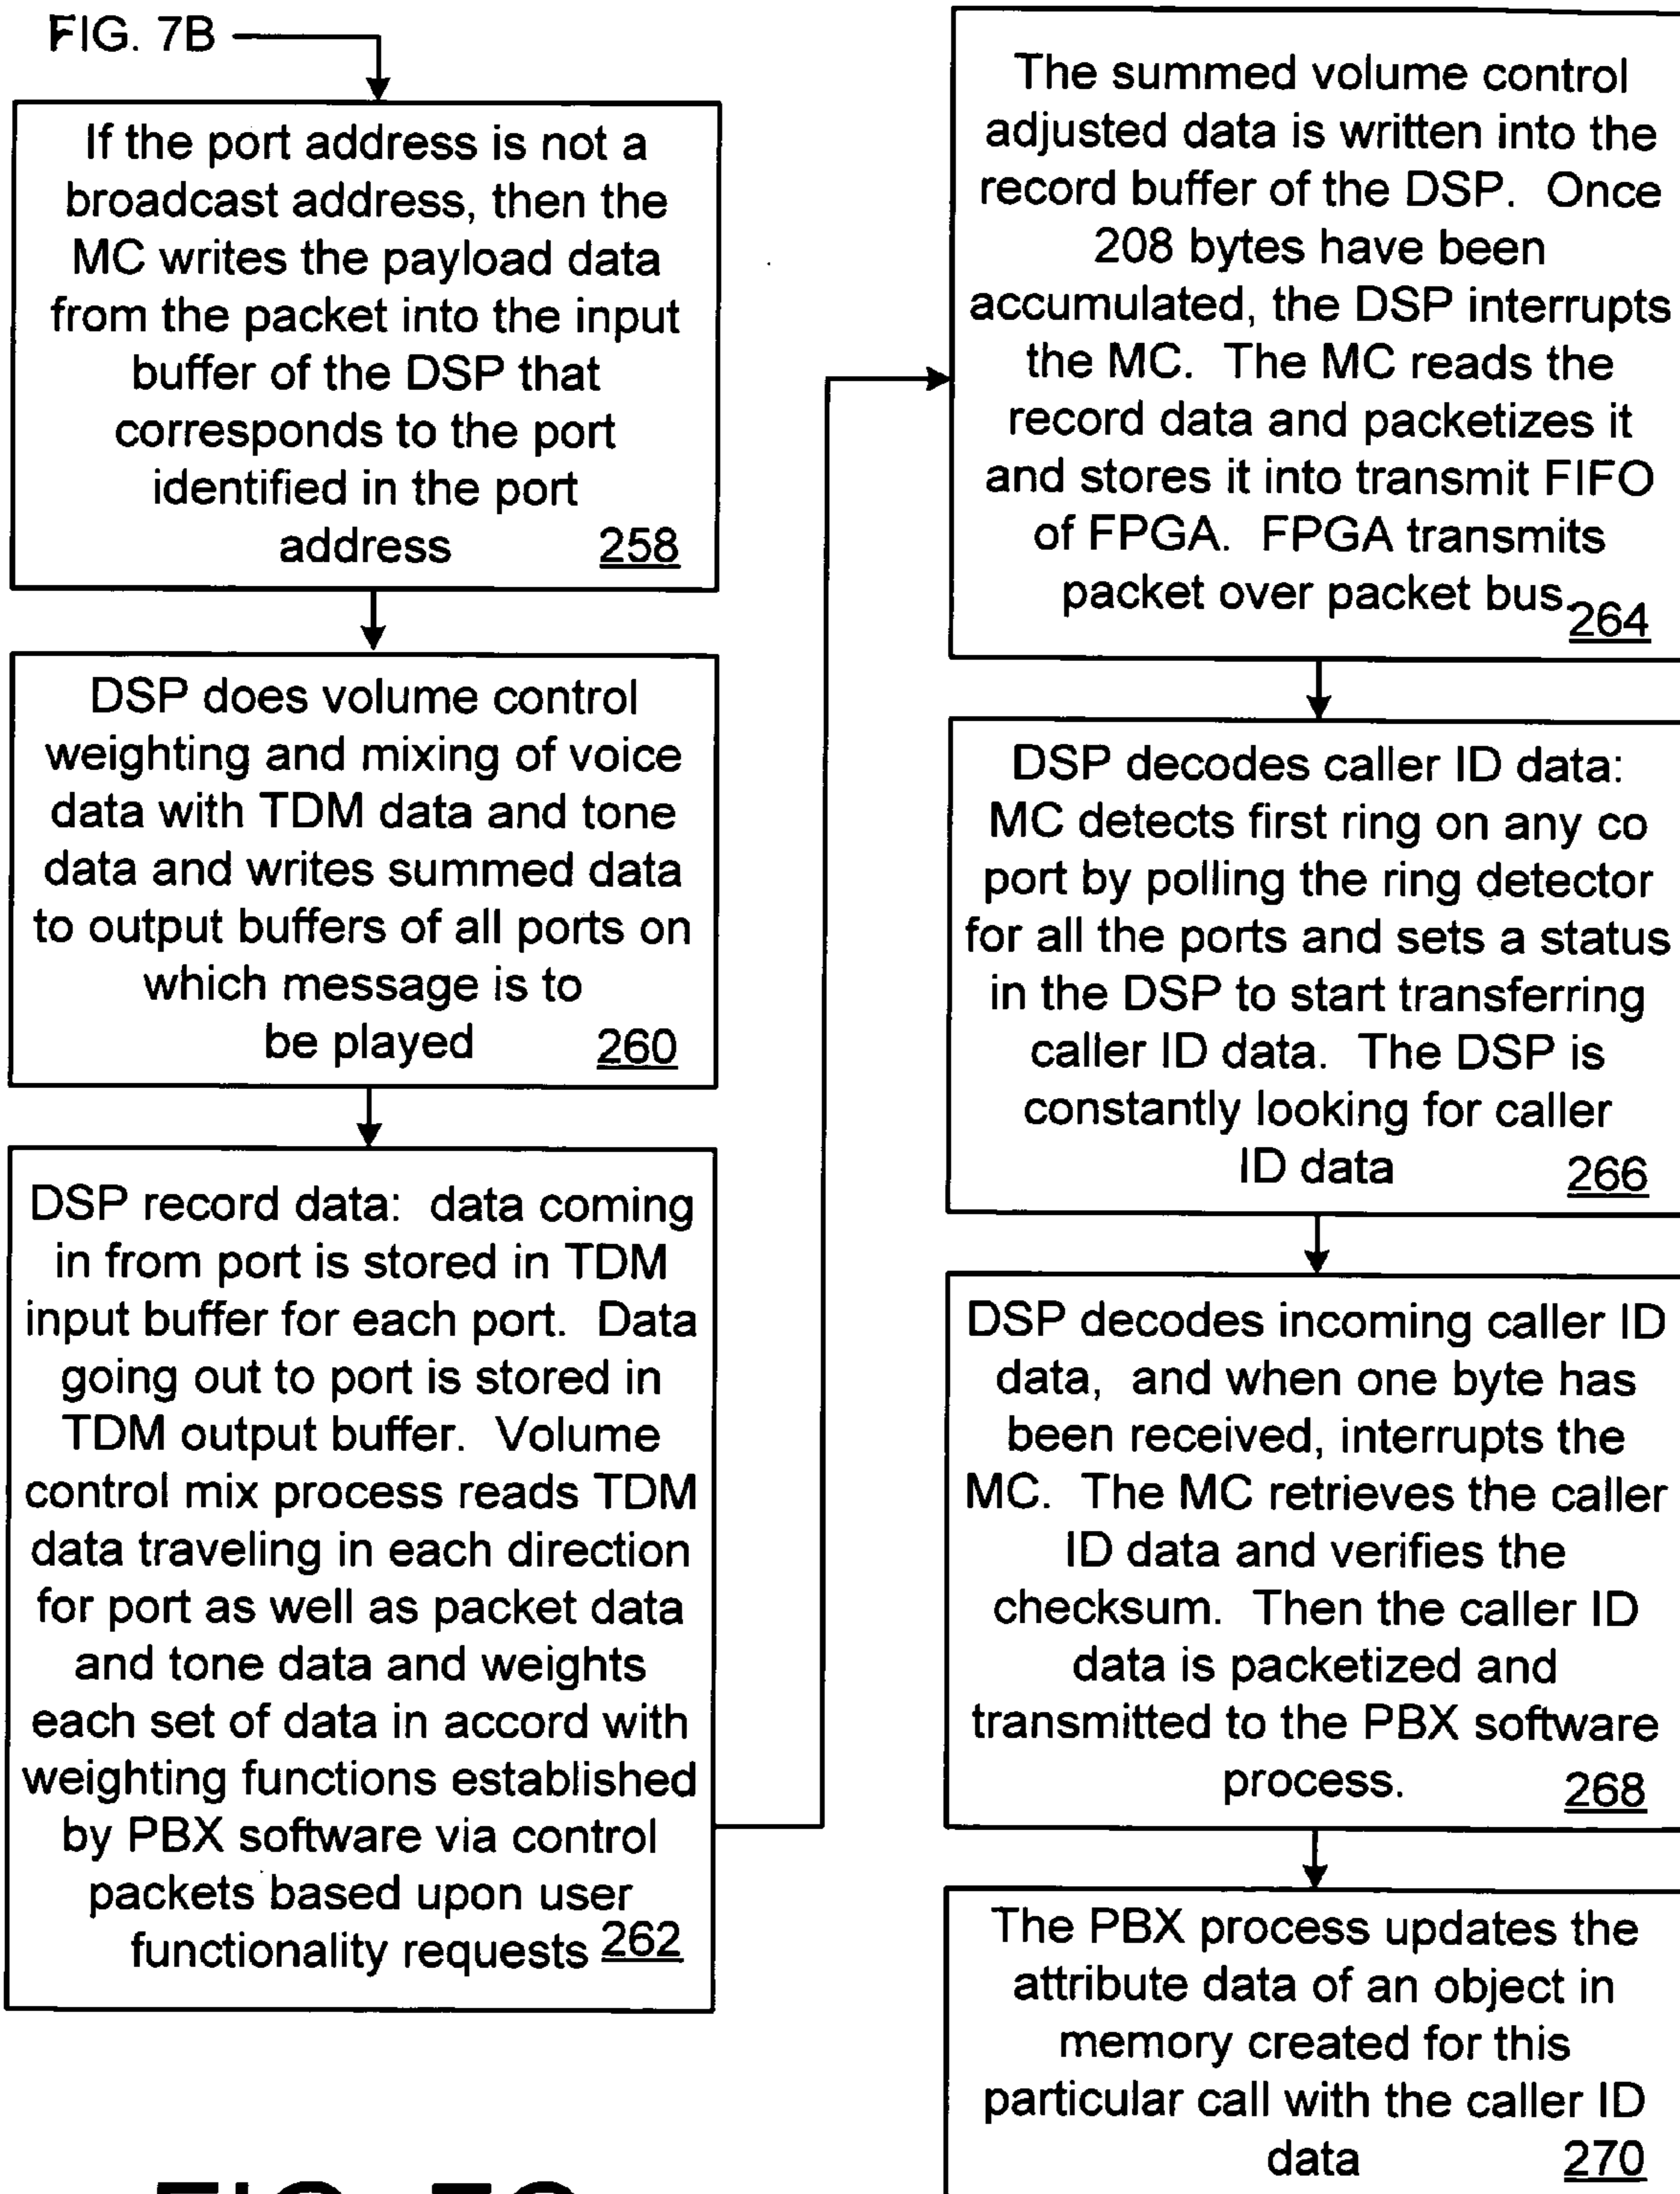 FIG. 7B
If the port address is not a
broadcast address, then the
MC writes the payload data
from the packet into the input
buffer of the DSP that
corresponds to the port
identified in the port
address 258
DSP does volume control
weighting and mixing of voice
data with TDM data and tone
data and writes summed data
to output buffers of all ports on
which message is to
be played 260
DSP record data: data coming
in from port is stored in TDM
input buffer for each port. Data
going out to port is stored in
TDM output buffer. Volume
control mix process reads TDM
data traveling in each direction
for port as well as packet data
and tone data and weights
each set of data in accord with
weighting functions established
by PBX software via control
packets based upon user
functionality requests 262
The summed volume control
adjusted data is written into the
record buffer of the DSP. Once
208 bytes have been
accumulated, the DSP interrupts
the MC. The MC reads the
record data and packetizes it
and stores it into transmit FIFO
of FPGA. FPGA transmits
packet over packet bus. 264
DSP decodes caller ID data:
MC detects first ring on any co
port by polling the ring detector
for all the ports and sets a status
in the DSP to start transferring
caller ID data. The DSP is
constantly looking for caller
ID data 266
DSP decodes incoming caller ID
data, and when one byte has
been received, interrupts the
MC. The MC retrieves the caller
ID data and verifies the
checksum. Then the caller ID
data is packetized and
transmitted to the PBX software
process. 268
The PBX process updates the
attribute data of an object in
memory created for this
particular call with the caller ID
data 270